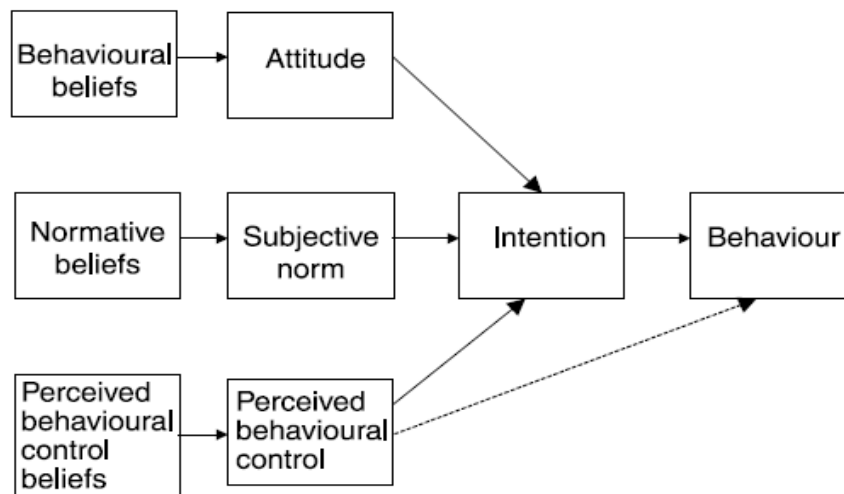 Behavioural
beliefs
Attitude
Normative
beliefs
Subjective
norm
Intention
Behaviour
Perceived
behavioural
control
beliefs
Perceived
behavioural
control